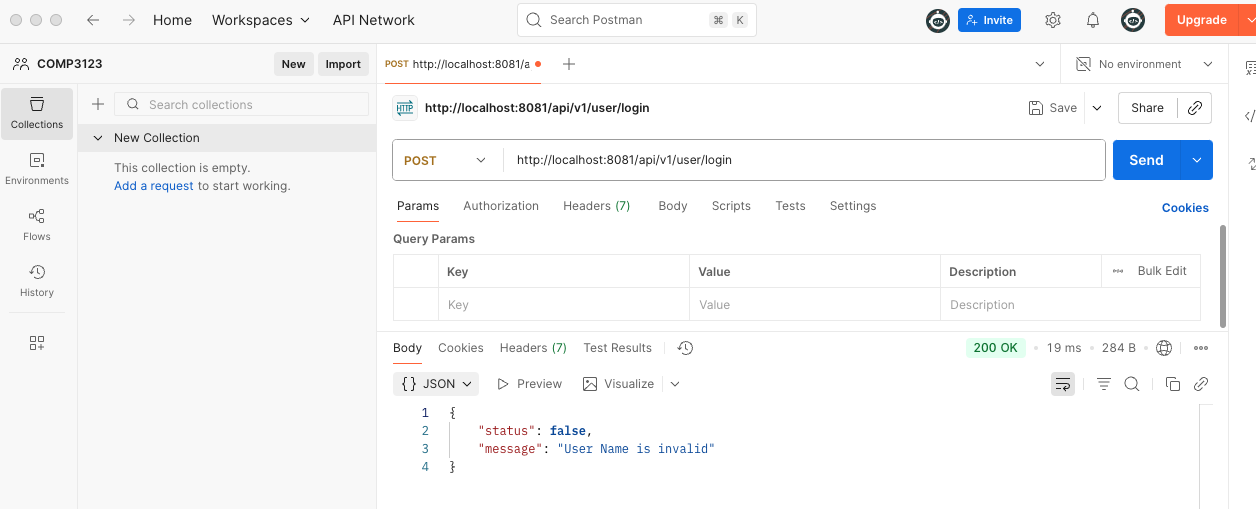 Home Workspaces API Network Search Postman ⌘ K Invite Upgrade
COMP3123 New Import
POST http://localhost:8081/a No environment
Collections
Environments
Flows
History
Search collections
New Collection
This collection is empty.
Add a request to start working.
HTTP http://localhost:8081/api/v1/user/login Save Share
POST http://localhost:8081/api/v1/user/login Send
Params Authorization Headers (7) Body Scripts Tests Settings Cookies
Query Params
Key Value Description Bulk Edit
Key Value Description
Body Cookies Headers (7) Test Results 200 OK • 19 ms • 284 B •
{} JSON Preview Visualize
1 {
2 "status": false,
3 "message": "User Name is invalid"
4 }